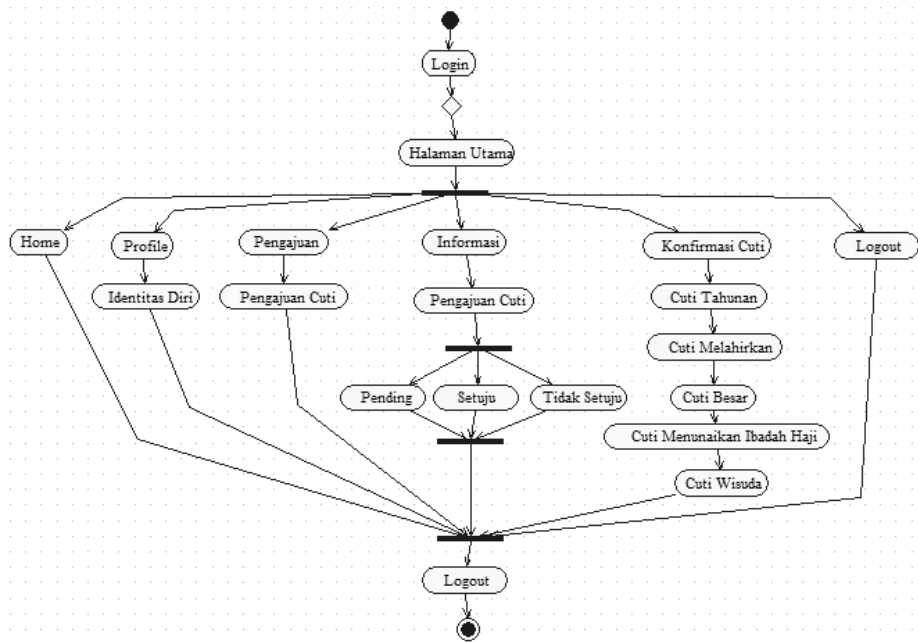 Login
Halaman Utama
Home
Profile
Pengajuan
Informasi
Konfirmasi Cuti
Logout
Identitas Diri
Pengajuan Cuti
Pengajuan Cuti
Cuti Tahunan
Cuti Melahirkan
Pending
Setuju
Tidak Setuju
Cuti Besar
Cuti Menunaikan Ibadah Haji
Cuti Wisuda
Logout